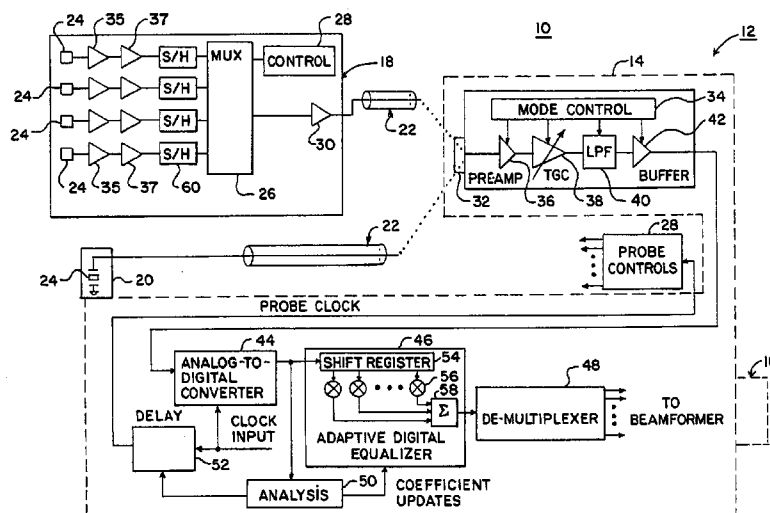 10
12
24 35 37 S/H MUX 28 CONTROL 18
24 S/H
24 S/H 30 22
24 35 37 S/H 60 26
14
MODE CONTROL 34
42
LPF
PREAMP TGC BUFFER
32 36 38 40
22
24 20
28
PROBE CONTROLS
PROBE CLOCK
44
ANALOG-TO-
DIGITAL
CONVERTER
46
SHIFT REGISTER 54
56
58
Σ
ADAPTIVE DIGITAL
EQUALIZER
48
DE-MULTIPLEXER
TO
BEAMFORMER
DELAY
52
CLOCK
INPUT
ANALYSIS 50
COEFFICIENT
UPDATES